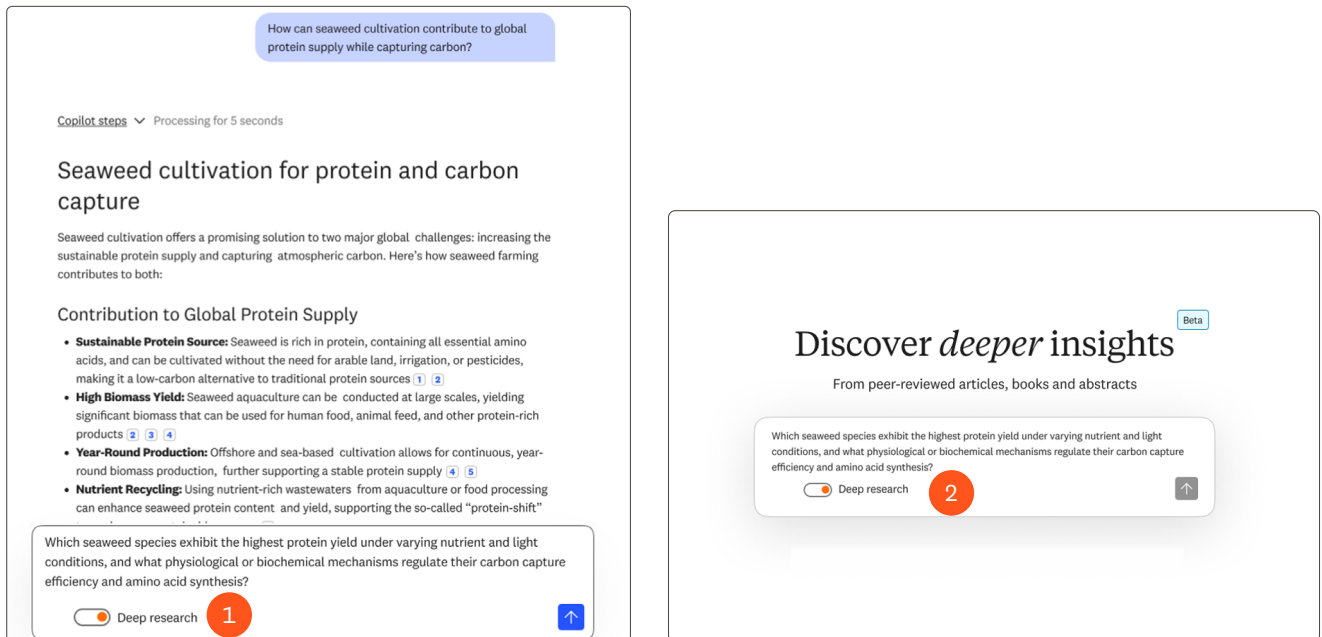 How can seaweed cultivation contribute to global
protein supply while capturing carbon?
Copilot steps Processing for 5 seconds
Seaweed cultivation for protein and carbon
capture
Seaweed cultivation offers a promising solution to two major global challenges: increasing the
sustainable protein supply and capturing atmospheric carbon. Here's how seaweed farming
contributes to both:
Contribution to Global Protein Supply
• Sustainable Protein Source: Seaweed is rich in protein, containing all essential amino
acids, and can be cultivated without the need for arable land, irrigation, or pesticides,
making it a low-carbon alternative to traditional protein sources 1 2
• High Biomass Yield: Seaweed aquaculture can be conducted at large scales, yielding
significant biomass that can be used for human food, animal feed, and other protein-rich
products 2 3 4
• Year-Round Production: Offshore and sea-based cultivation allows for continuous, year-
round biomass production, further supporting a stable protein supply 4 5
• Nutrient Recycling: Using nutrient-rich wastewaters from aquaculture or food processing
can enhance seaweed protein content and yield, supporting the so-called “protein-shift”
Which seaweed species exhibit the highest protein yield under varying nutrient and light
conditions, and what physiological or biochemical mechanisms regulate their carbon capture
efficiency and amino acid synthesis?
Deep research 1
Beta
Discover deeper insights
From peer-reviewed articles, books and abstracts
Which seaweed species exhibit the highest protein yield under varying nutrient and light
conditions, and what physiological or biochemical mechanisms regulate their carbon capture
efficiency and amino acid synthesis?
Deep research 2